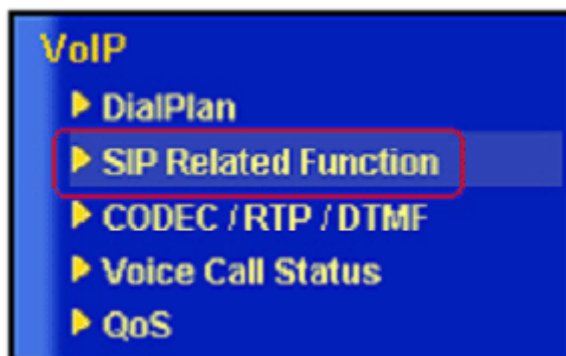 VoIP
DialPlan
SIP Related Function
CODEC / RTP / DTMF
Voice Call Status
QoS